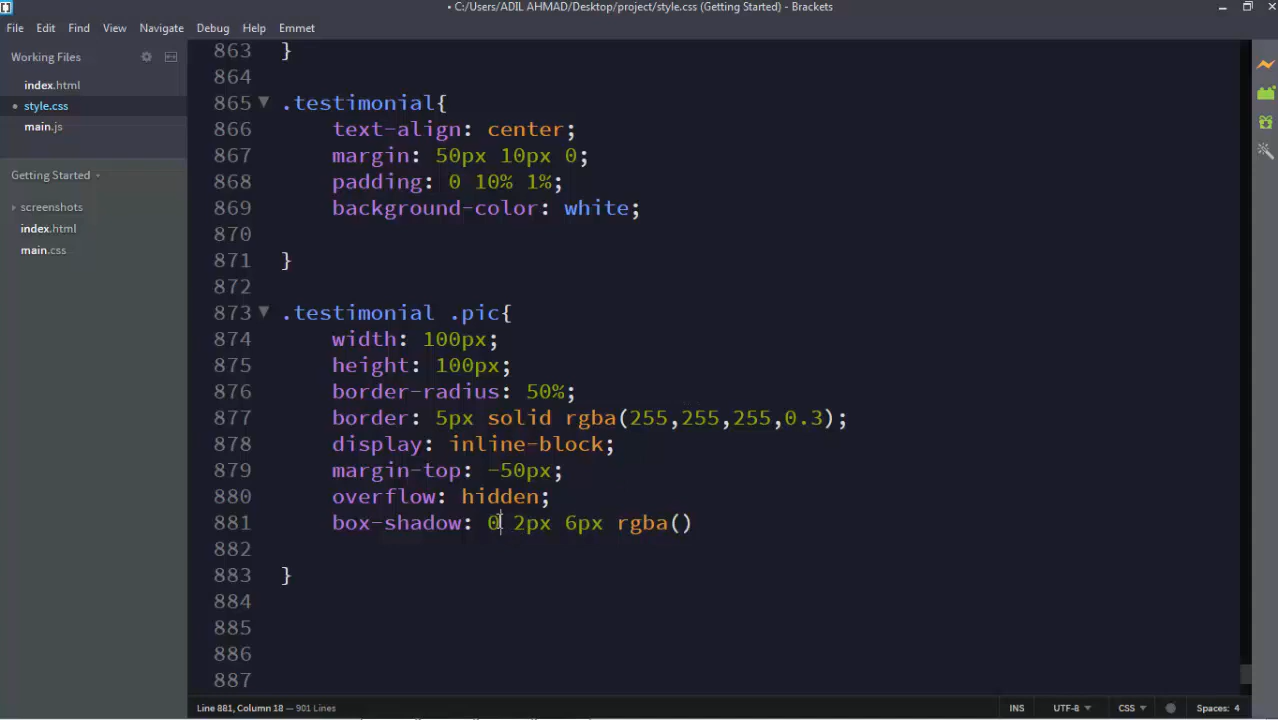 • C:/Users/ADIL AHMAD/Desktop/project/style.css (Getting Started) - Brackets
File Edit Find View Navigate Debug Help Emmet
Working Files
index.html
• style.css
main.js
Getting Started
screenshots
index.html
main.css
863 }
864
865 .testimonial{
866 text-align: center;
867 margin: 50px 10px 0;
868 padding: 0 10% 1%;
869 background-color: white;
870
871 }
872
873 .testimonial .pic{
874 width: 100px;
875 height: 100px;
876 border-radius: 50%;
877 border: 5px solid rgba(255,255,255,0.3);
878 display: inline-block;
879 margin-top: -50px;
880 overflow: hidden;
881 box-shadow: 0 2px 6px rgba()
882
883 }
884
885
886
887
Line 881, Column 18 — 901 Lines INS UTF-8 CSS Spaces: 4